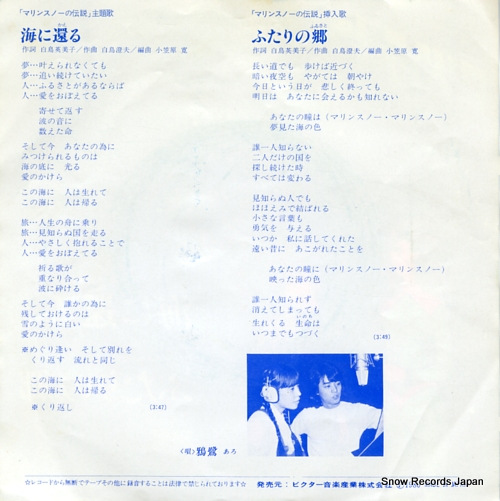 「マリンスノーの伝説」主題歌
海に還る
かえ
作詞 白鳥英美子／作曲 白鳥澄夫／編曲 小笠原 寛
夢…叶えられなくても
夢…追い続けていたい
人…ふるさとがあるならば
人…愛をおぼえてる
寄せて返す
波の音に
数えた命
そして今 あなたの為に
みつけられるものは
海の底に 光る
愛のかけら
この海に 人は生れて
この海に 人は帰る
旅…人生の舟に乗り
旅…見知らぬ国を走る
人…やさしく抱れることで
人…愛をおぼえてる
祈る歌が
重なり合って
波に砕ける
そして今 誰かの為に
残しておけるのは
雪のように白い
愛のかけら
※めぐり逢い そして別れを
くり返す 流れと同じ
この海に 人は生れて
この海に 人は帰る
※くり返し
(3:47)
「マリンスノーの伝説」挿入歌
ふたりの郷
ふるさと
作詞 白鳥英美子／作曲 白鳥澄夫／編曲 小笠原 寛
長い道でも 歩けば近づく
暗い夜空も やがては 朝やけ
今日という日が 悲しく終っても
明日は あなたに会えるかも知れない
あなたの瞳は（マリンスノー・マリンスノー）
夢見た海の色
誰一人知らない
二人だけの国を
探し続けた時
すべては変わる
見知らぬ人でも
ほほえみで結ばれる
小さな言葉も
勇気を 与える
いつか 私に話してくれた
遠い昔に あこがれたことを
あなたの瞳に（マリンスノー・マリンスノー）
映った海の色
誰一人知られず
消えてしまっても
いのち
生れくる 生命は
いつまでもつづく
(3:49)
〈唄〉鴉鷺 あろ
☆レコードから無断でテープその他に録音することは法律で禁じられております☆
発売元：ビクター音楽産業株式会社
Snow Records Japan